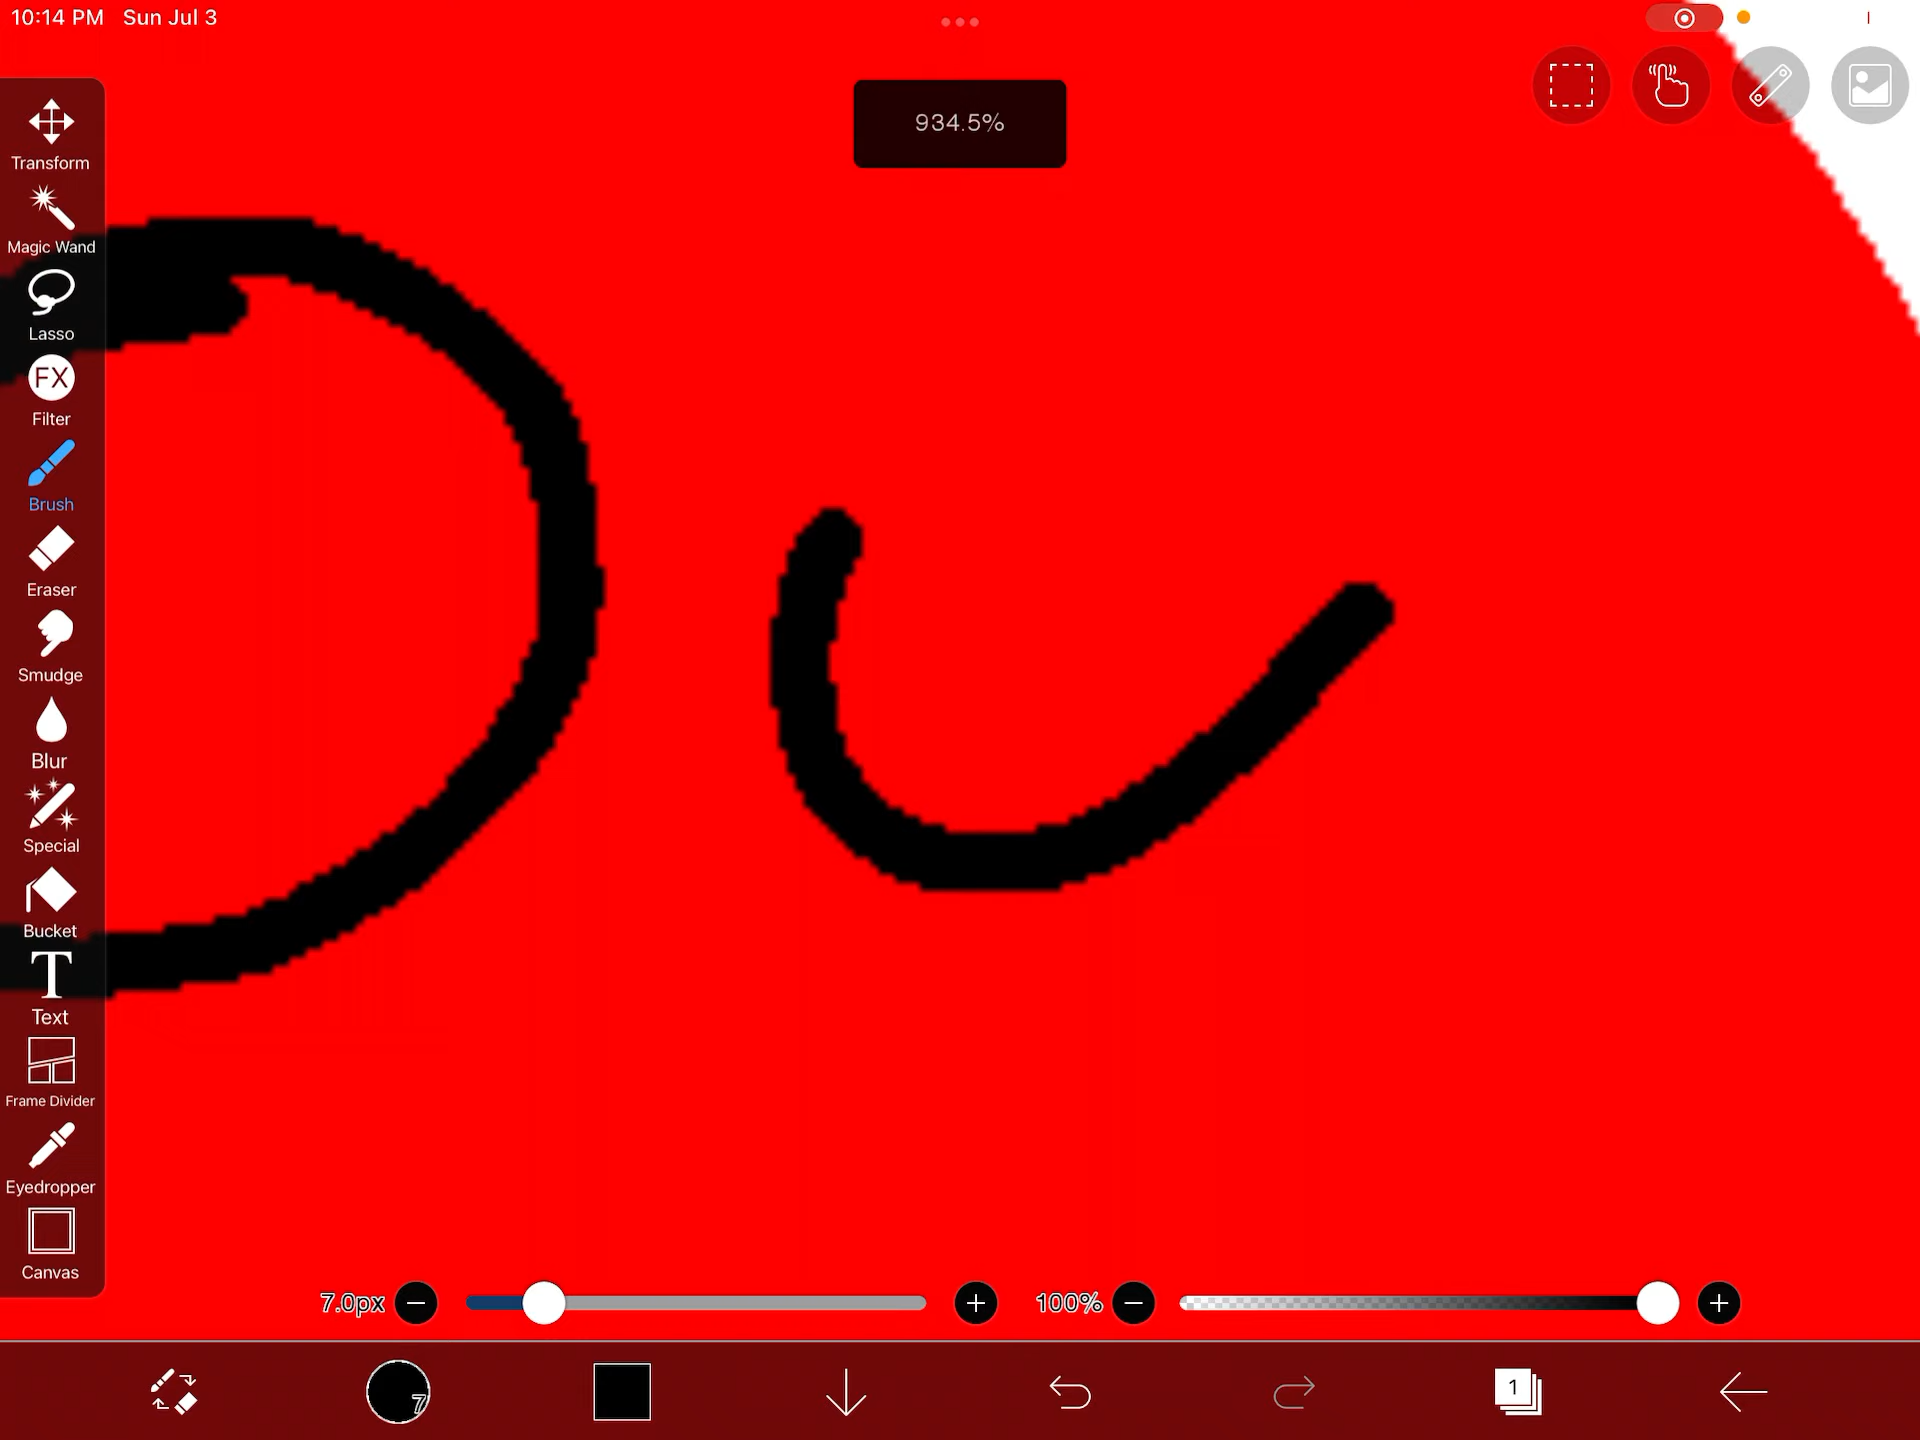 10:14 PM Sun Jul 3
934.5%
Transform
Magic Wand
Lasso
FX
Filter
Brush
Eraser
Smudge
Blur
Special
Bucket
T
Text
Frame Divider
Eyedropper
Canvas
7.0px
100%
7
1